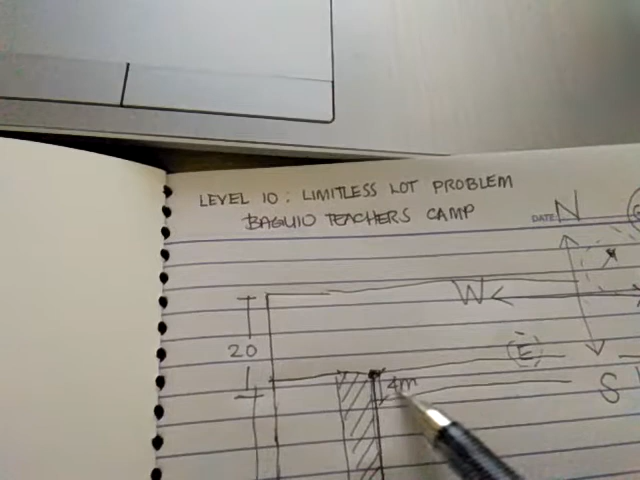 LEVEL 10: LIMITLESS LOT PROBLEM
BAGUIO TEACHERS CAMP
DATE: N
W
20
E
4m
S